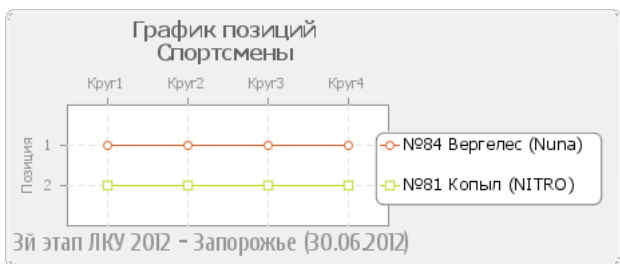 График позиций
Спортсмены
Круг1 Круг2 Круг3 Круг4
Позиция
1
2
№84 Вергелес (Nuna)
№81 Копыл (NITRO)
3й этап ЛКУ 2012 - Запорожье (30.06.2012)